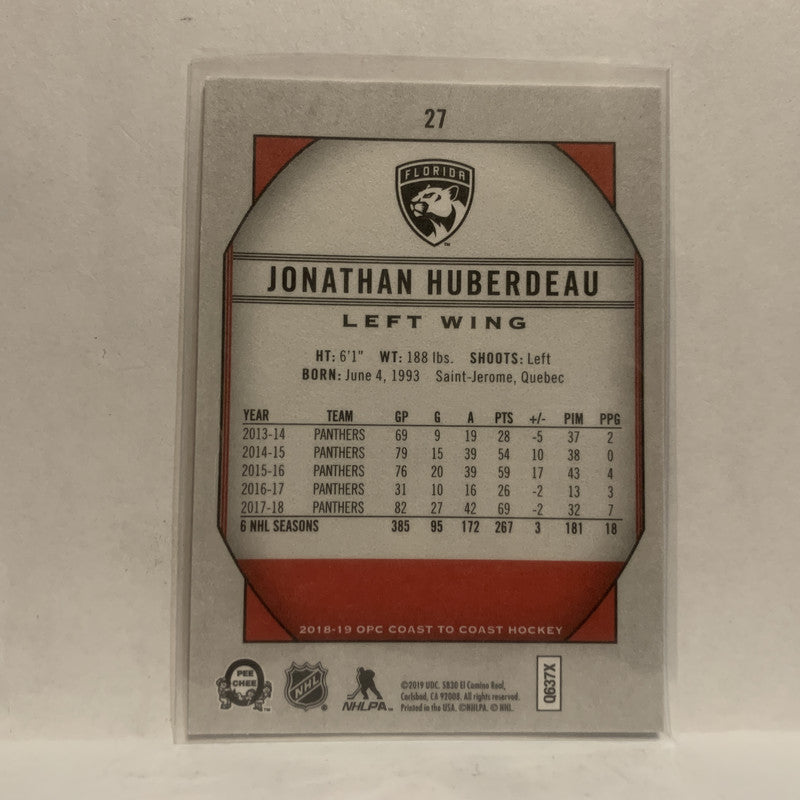 27
FLORIDA
JONATHAN HUBERDEAU
LEFT WING
HT: 6'1" WT: 188 lbs. SHOOTS: Left
BORN: June 4, 1993 Saint-Jerome, Quebec
YEAR TEAM GP G A PTS +/- PIM PPG
2013-14 PANTHERS 69 9 19 28 -5 37 2
2014-15 PANTHERS 79 15 39 54 10 38 0
2015-16 PANTHERS 76 20 39 59 17 43 4
2016-17 PANTHERS 31 10 16 26 -2 13 3
2017-18 PANTHERS 82 27 42 69 -2 32 7
6 NHL SEASONS 385 95 172 267 3 181 18
2018-19 OPC COAST TO COAST HOCKEY
O
PEE
CHEE
NHL
NHLPA
©2019 UDC. 5830 El Camino Real,
Carlsbad, CA 92008. All rights reserved.
Printed in the USA. ©NHLPA. © NHL.
Q637X